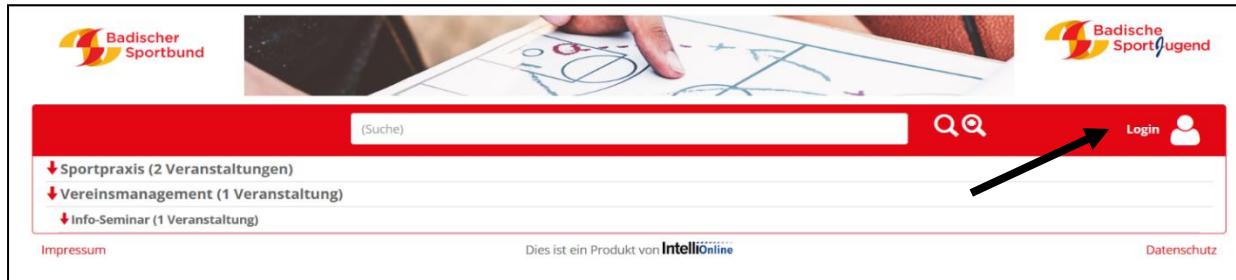 Badischer
Sportbund
Badische
Sportjugend
(Suche)
Login
Sportpraxis (2 Veranstaltungen)
Vereinsmanagement (1 Veranstaltung)
Info-Seminar (1 Veranstaltung)
Impressum
Dies ist ein Produkt von IntelliOnline
Datenschutz